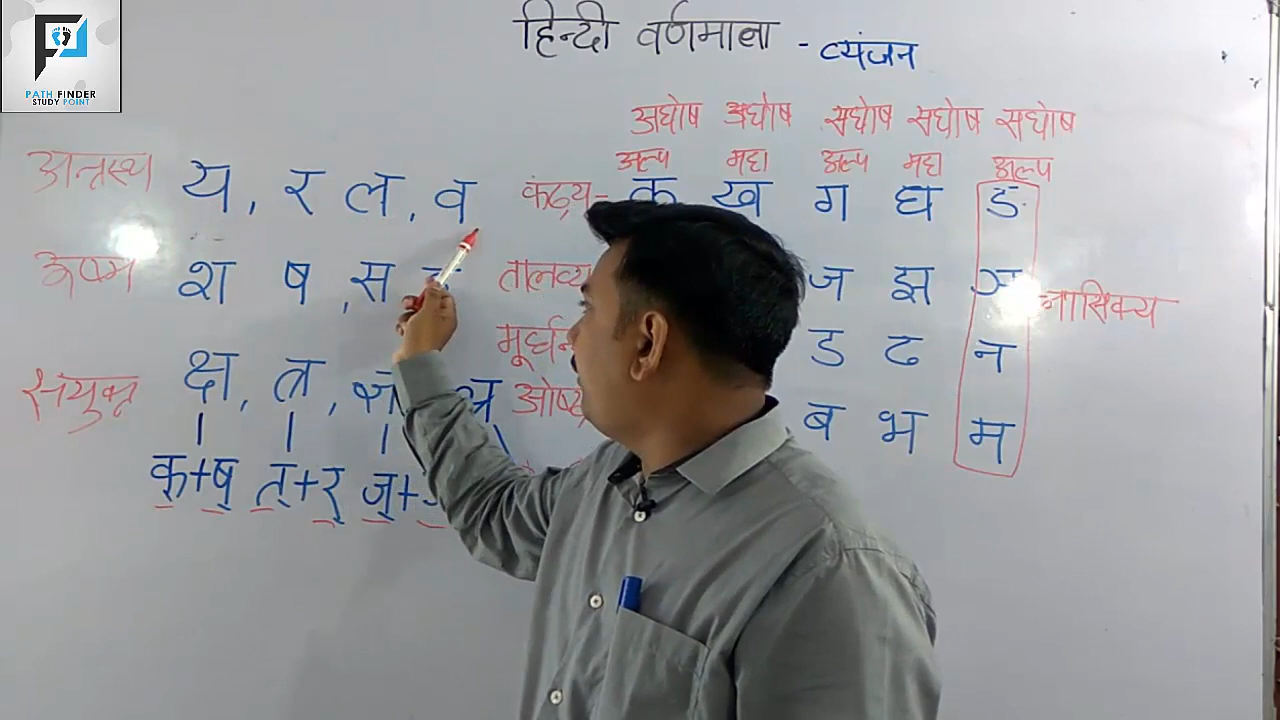 PATH FINDER
STUDY POINT
हिन्दी वर्णमाला - व्यंजन
अघोष अघोष सघोष सघोष सघोष
अल्प महा अल्प महा अल्प
अन्तस्थ य, र ल, व
कंठ्य- क ख ग घ ङ
ऊष्म श ष, स
तालव्य ज झ ञ
नासिक्य
मूर्धन ड ढ न
संयुक्त क्ष, त्र, ज्ञ श्र
ओष्ठ्य ब भ म
क्+ष् त्+र् ज्+